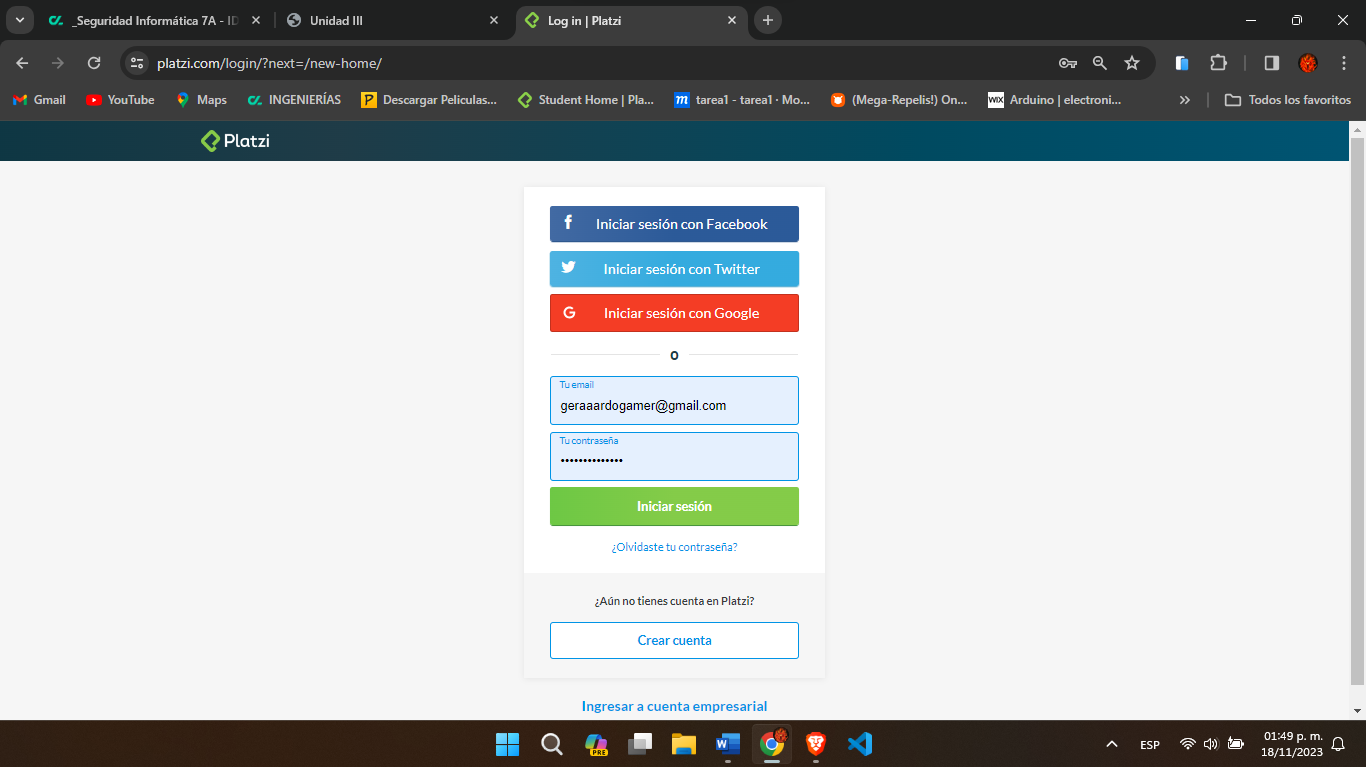 _Seguridad Informática 7A - ID
Unidad III
Log in | Platzi
platzi.com/login/?next=/new-home/
Gmail
YouTube
Maps
INGENIERÍAS
Descargar Peliculas...
Student Home | Pla...
tarea1 - tarea1 · Mo...
(Mega-Repelis!) On...
Arduino | electroni...
Todos los favoritos
Platzi
Iniciar sesión con Facebook
Iniciar sesión con Twitter
Iniciar sesión con Google
O
Tu email
geraaardogamer@gmail.com
Tu contraseña
••••••••••••••
Iniciar sesión
¿Olvidaste tu contraseña?
¿Aún no tienes cuenta en Platzi?
Crear cuenta
Ingresar a cuenta empresarial
PRE
ESP
01:49 p. m.
18/11/2023